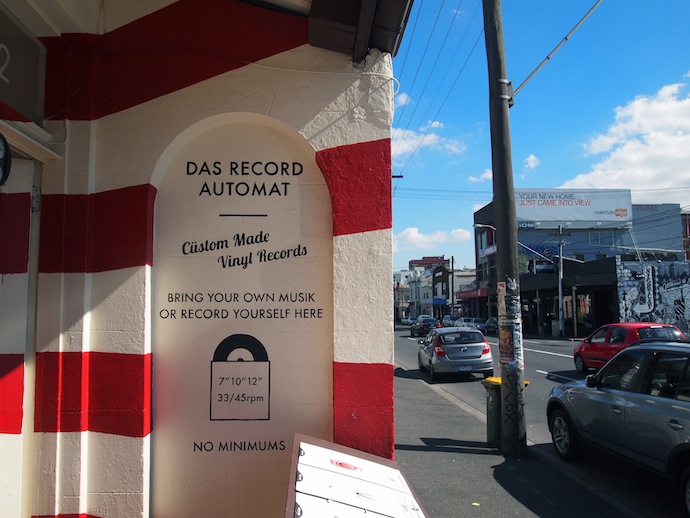 DAS RECORD
AUTOMAT
Cüstom Made
Vinyl Records
BRING YOUR OWN MUSIK
OR RECORD YOURSELF HERE
7"10"12"
33/45rpm
NO MINIMUMS
YOUR NEW HOME
JUST CAME INTO VIEW.
realestate